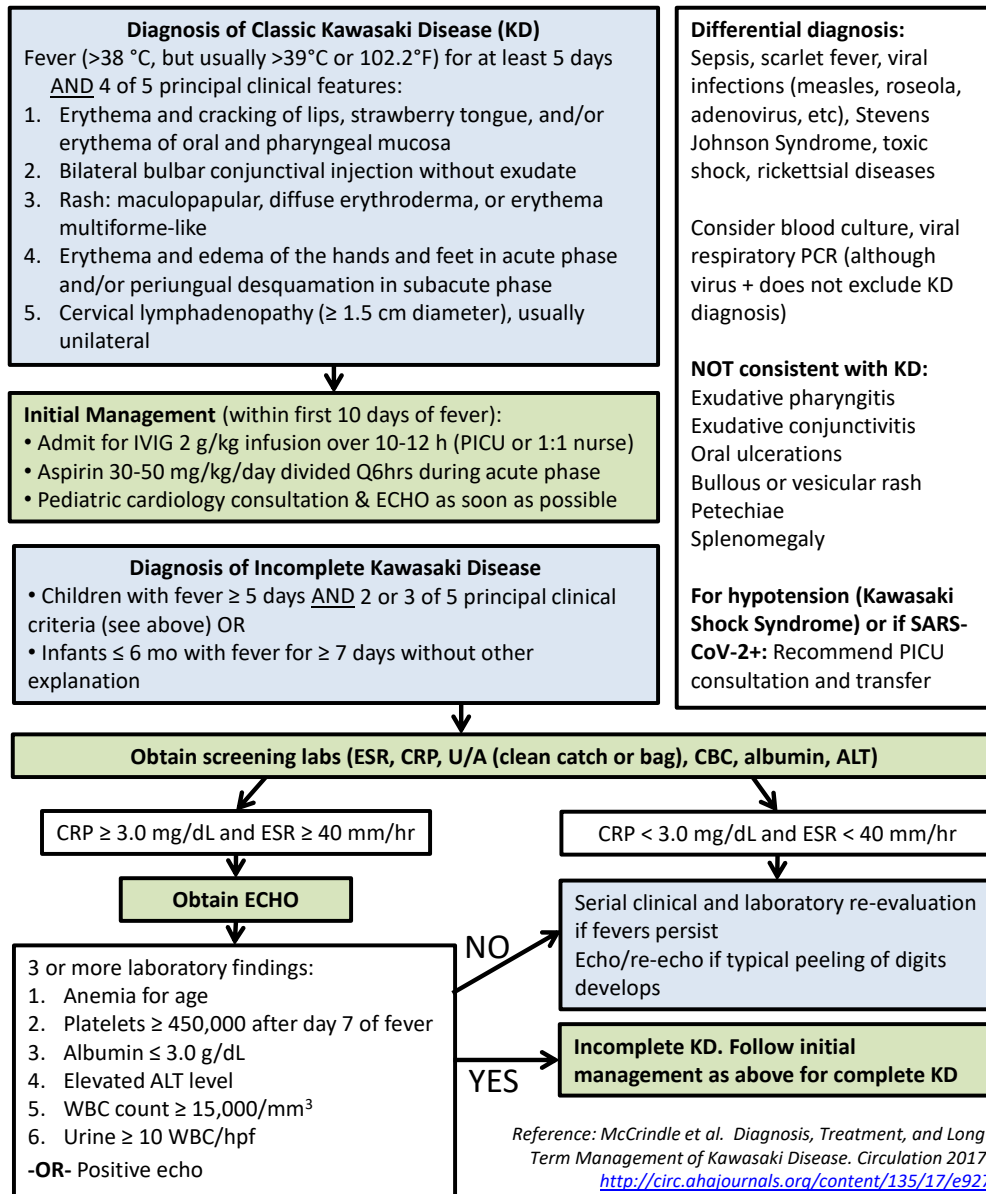 Diagnosis of Classic Kawasaki Disease (KD)
Fever (>38 °C, but usually >39°C or 102.2°F) for at least 5 days
AND 4 of 5 principal clinical features:
1. Erythema and cracking of lips, strawberry tongue, and/or
erythema of oral and pharyngeal mucosa
2. Bilateral bulbar conjunctival injection without exudate
3. Rash: maculopapular, diffuse erythroderma, or erythema
multiforme-like
4. Erythema and edema of the hands and feet in acute phase
and/or periungual desquamation in subacute phase
5. Cervical lymphadenopathy (≥ 1.5 cm diameter), usually
unilateral
Initial Management (within first 10 days of fever):
• Admit for IVIG 2 g/kg infusion over 10-12 h (PICU or 1:1 nurse)
• Aspirin 30-50 mg/kg/day divided Q6hrs during acute phase
• Pediatric cardiology consultation & ECHO as soon as possible
Diagnosis of Incomplete Kawasaki Disease
• Children with fever ≥ 5 days AND 2 or 3 of 5 principal clinical
criteria (see above) OR
• Infants ≤ 6 mo with fever for ≥ 7 days without other
explanation
Differential diagnosis:
Sepsis, scarlet fever, viral
infections (measles, roseola,
adenovirus, etc), Stevens
Johnson Syndrome, toxic
shock, rickettsial diseases
Consider blood culture, viral
respiratory PCR (although
virus + does not exclude KD
diagnosis)
NOT consistent with KD:
Exudative pharyngitis
Exudative conjunctivitis
Oral ulcerations
Bullous or vesicular rash
Petechiae
Splenomegaly
For hypotension (Kawasaki
Shock Syndrome) or if SARS-
CoV-2+: Recommend PICU
consultation and transfer
Obtain screening labs (ESR, CRP, U/A (clean catch or bag), CBC, albumin, ALT)
CRP ≥ 3.0 mg/dL and ESR ≥ 40 mm/hr
CRP < 3.0 mg/dL and ESR < 40 mm/hr
Obtain ECHO
Serial clinical and laboratory re-evaluation
if fevers persist
Echo/re-echo if typical peeling of digits
develops
NO
3 or more laboratory findings:
1. Anemia for age
2. Platelets ≥ 450,000 after day 7 of fever
3. Albumin ≤ 3.0 g/dL
4. Elevated ALT level
5. WBC count ≥ 15,000/mm³
6. Urine ≥ 10 WBC/hpf
-OR- Positive echo
YES
Incomplete KD. Follow initial
management as above for complete KD
Reference: McCrindle et al. Diagnosis, Treatment, and Long
Term Management of Kawasaki Disease. Circulation 2017
http://circ.ahajournals.org/content/135/17/e927